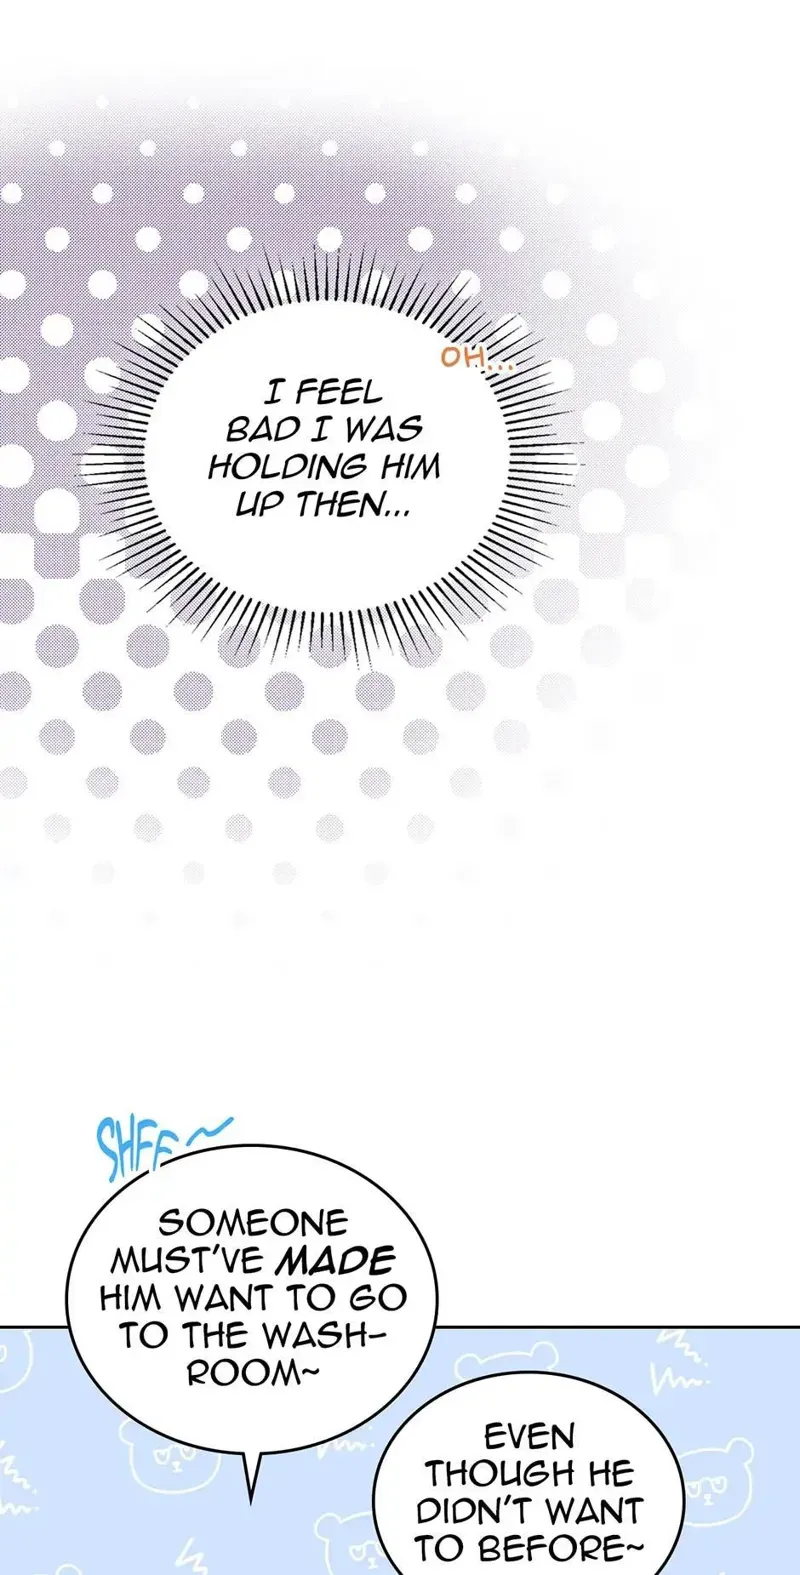 OH...
I FEEL
BAD I WAS
HOLDING HIM
UP THEN...
SHFF~
SOMEONE
MUST'VE MADE
HIM WANT TO GO
TO THE WASH-
ROOM~
EVEN
THOUGH HE
DIDN'T WANT
TO BEFORE~